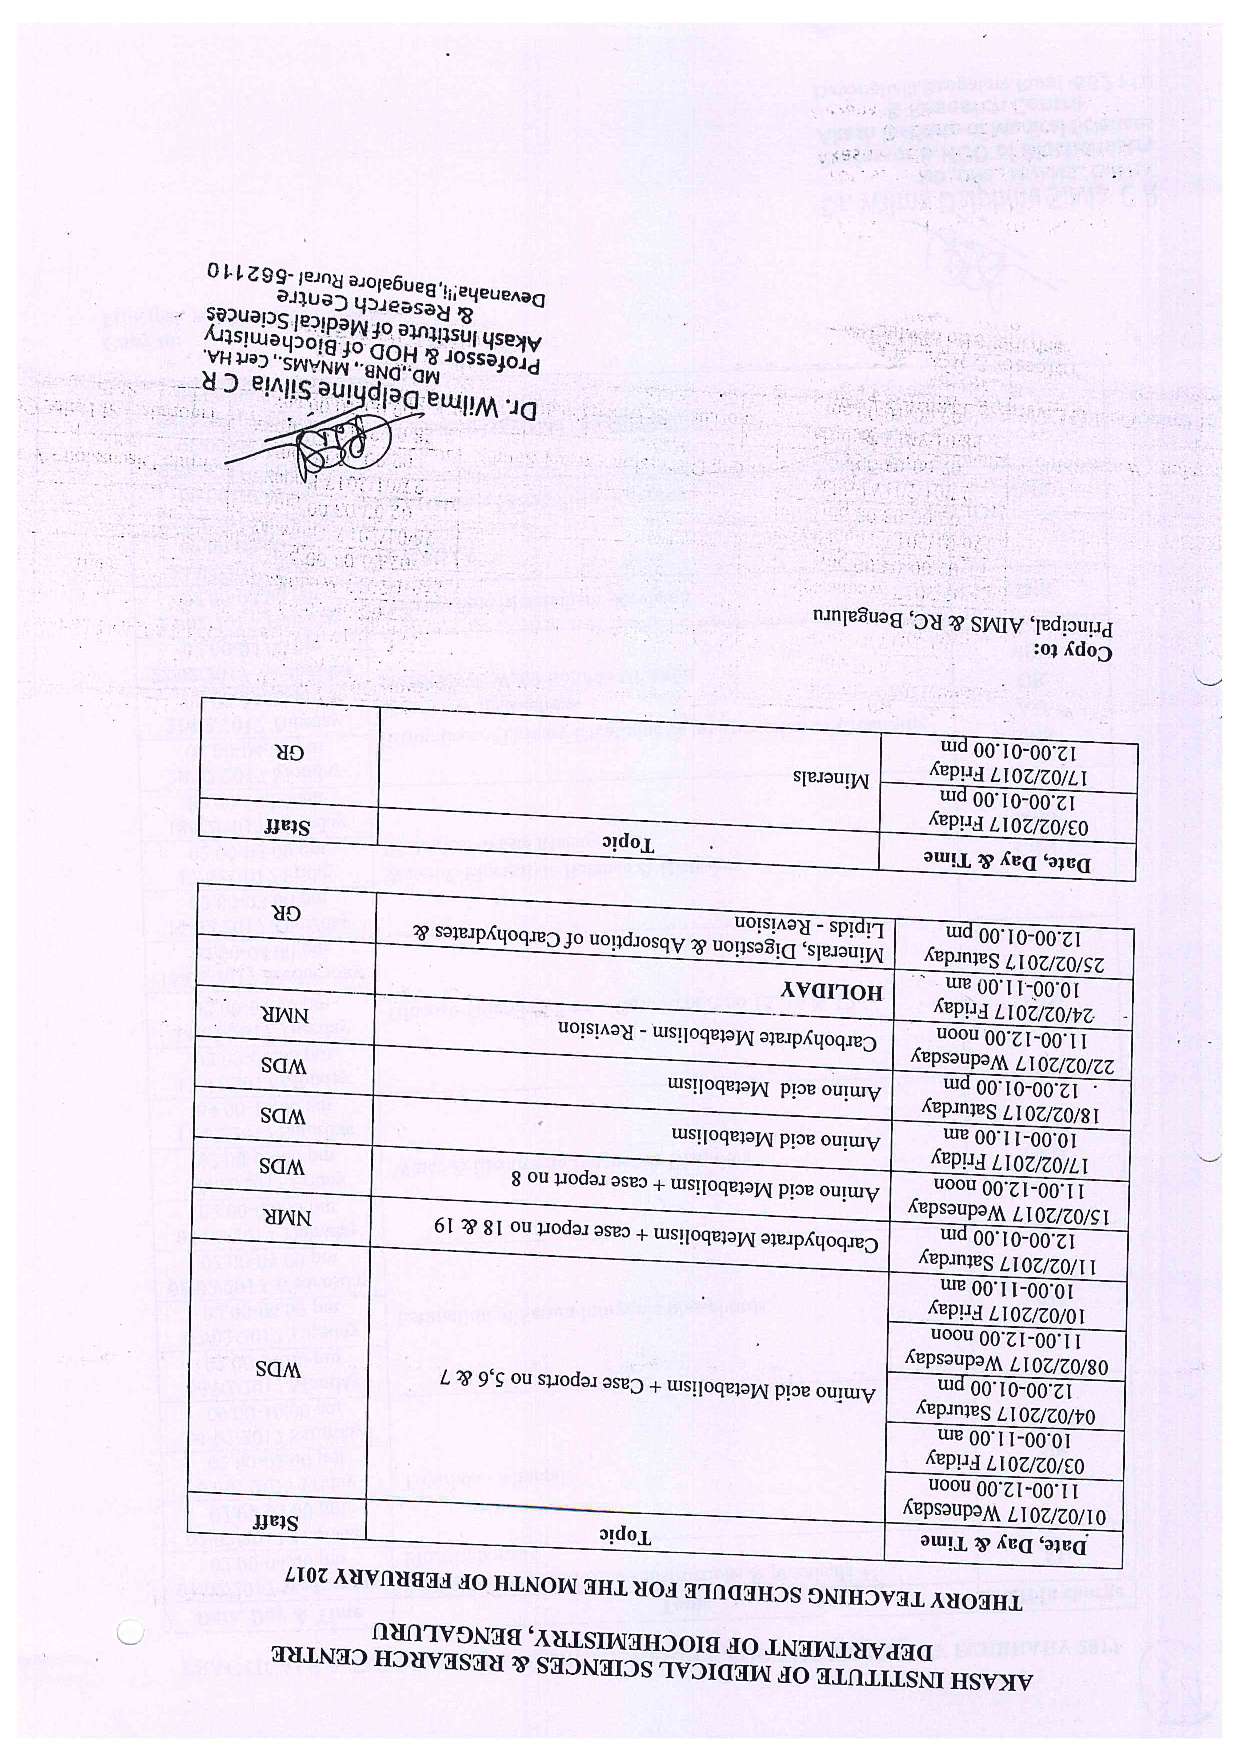 AKASH INSTITUTE OF MEDICAL SCIENCES & RESEARCH CENTRE
DEPARTMENT OF BIOCHEMISTRY, BENGALURU
THEORY TEACHING SCHEDULE FOR THE MONTH OF FEBRUARY 2017
Date, Day & Time Topic Staff
01/02/2017 Wednesday
11.00-12.00 noon
03/02/2017 Friday
10.00-11.00 am
04/02/2017 Saturday
12.00-01.00 pm
Amino acid Metabolism + Case reports no 5,6 & 7 WDS
08/02/2017 Wednesday
11.00-12.00 noon
10/02/2017 Friday
10.00-11.00 am
11/02/2017 Saturday
12.00-01.00 pm
Carbohydrate Metabolism + case report no 18 & 19 NMR
15/02/2017 Wednesday
11.00-12.00 noon
Amino acid Metabolism + case report no 8 WDS
17/02/2017 Friday
10.00-11.00 am
Amino acid Metabolism WDS
18/02/2017 Saturday
12.00-01.00 pm
Amino acid Metabolism WDS
22/02/2017 Wednesday
11.00-12.00 noon
Carbohydrate Metabolism - Revision NMR
24/02/2017 Friday
10.00-11.00 am
HOLIDAY
25/02/2017 Saturday
12.00-01.00 pm
Minerals, Digestion & Absorption of Carbohydrates &
Lipids - Revision
GR
Date, Day & Time Topic Staff
03/02/2017 Friday
12.00-01.00 pm
Minerals GR
17/02/2017 Friday
12.00-01.00 pm
Copy to:
Principal, AIMS & RC, Bengaluru
Dr. Wilma Delphine Silvia C R
MD.,DNB., MNAMS., Cert HA.
Professor & HOD of Biochemistry
Akash Institute of Medical Sciences
& Research Centre
Devanahalli, Bangalore Rural -562110